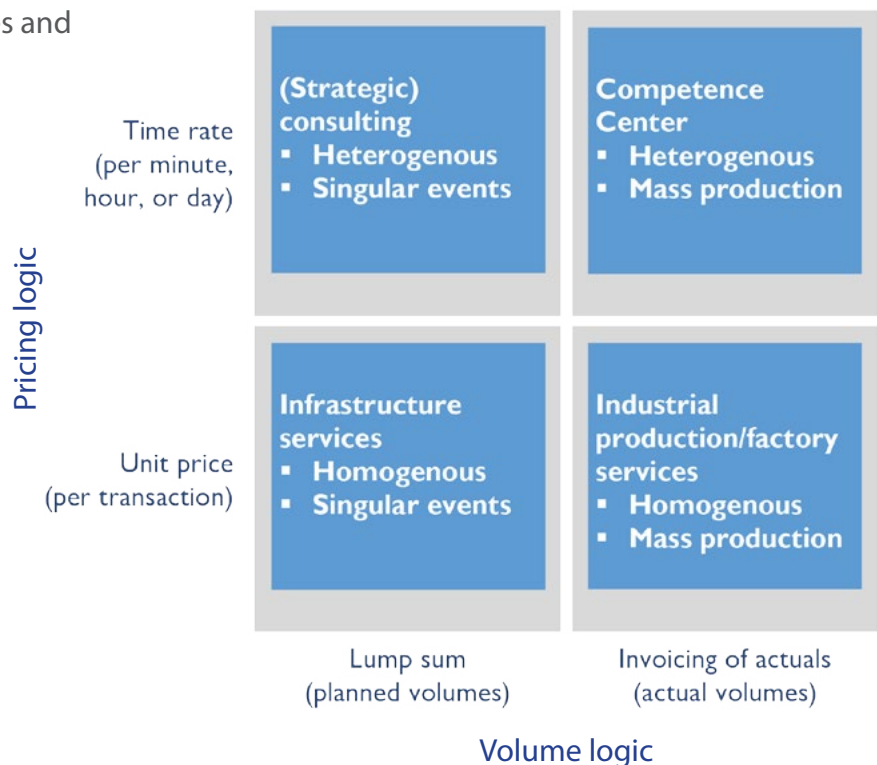 es and
(Strategic)
consulting
▪ Heterogenous
▪ Singular events
Competence
Center
▪ Heterogenous
▪ Mass production
Time rate
(per minute,
hour, or day)
Pricing logic
Infrastructure
services
▪ Homogenous
▪ Singular events
Industrial
production/factory
services
▪ Homogenous
▪ Mass production
Unit price
(per transaction)
Lump sum
(planned volumes)
Invoicing of actuals
(actual volumes)
Volume logic